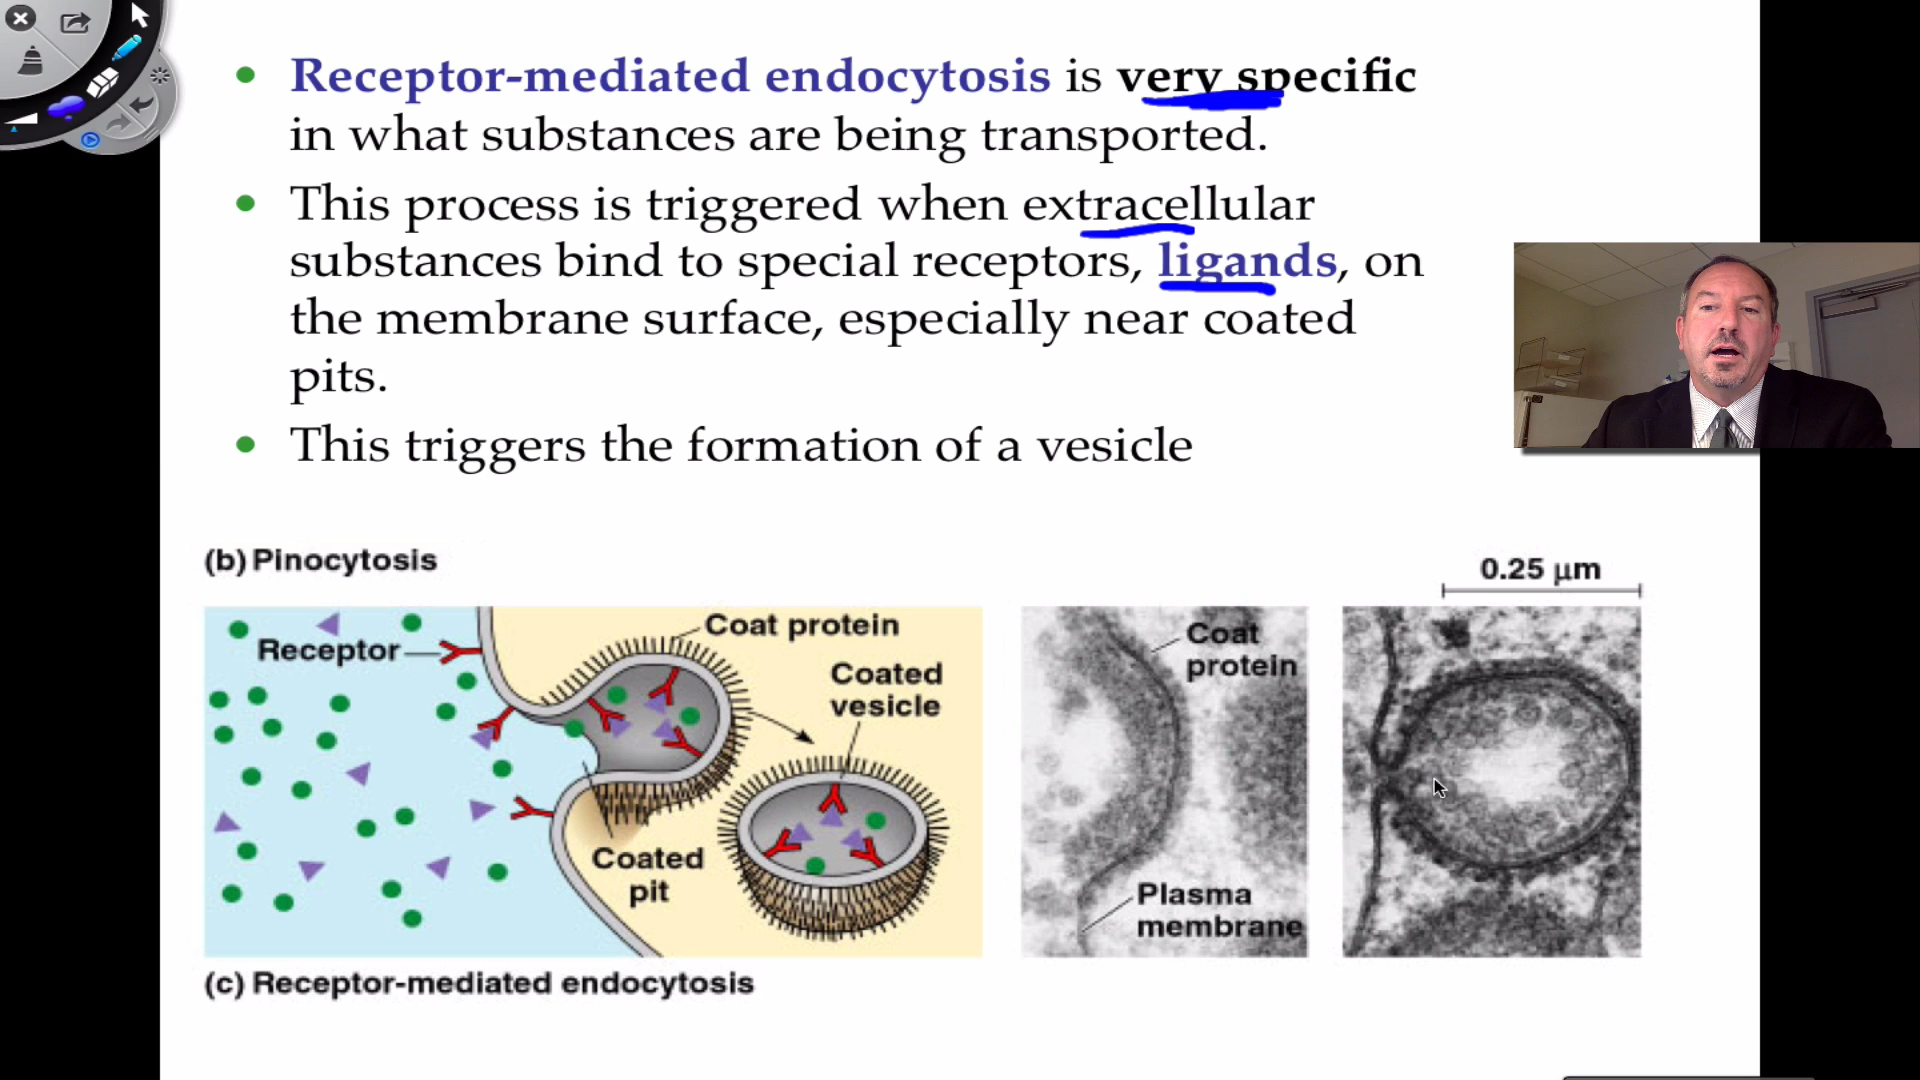 Receptor-mediated endocytosis is very specific
in what substances are being transported.
This process is triggered when extracellular
substances bind to special receptors, ligands, on
the membrane surface, especially near coated
pits.
This triggers the formation of a vesicle
(b) Pinocytosis
0.25 µm
Receptor
Coat protein
Coated
vesicle
Coated
pit
Coat
protein
Plasma
membrane
(c) Receptor-mediated endocytosis